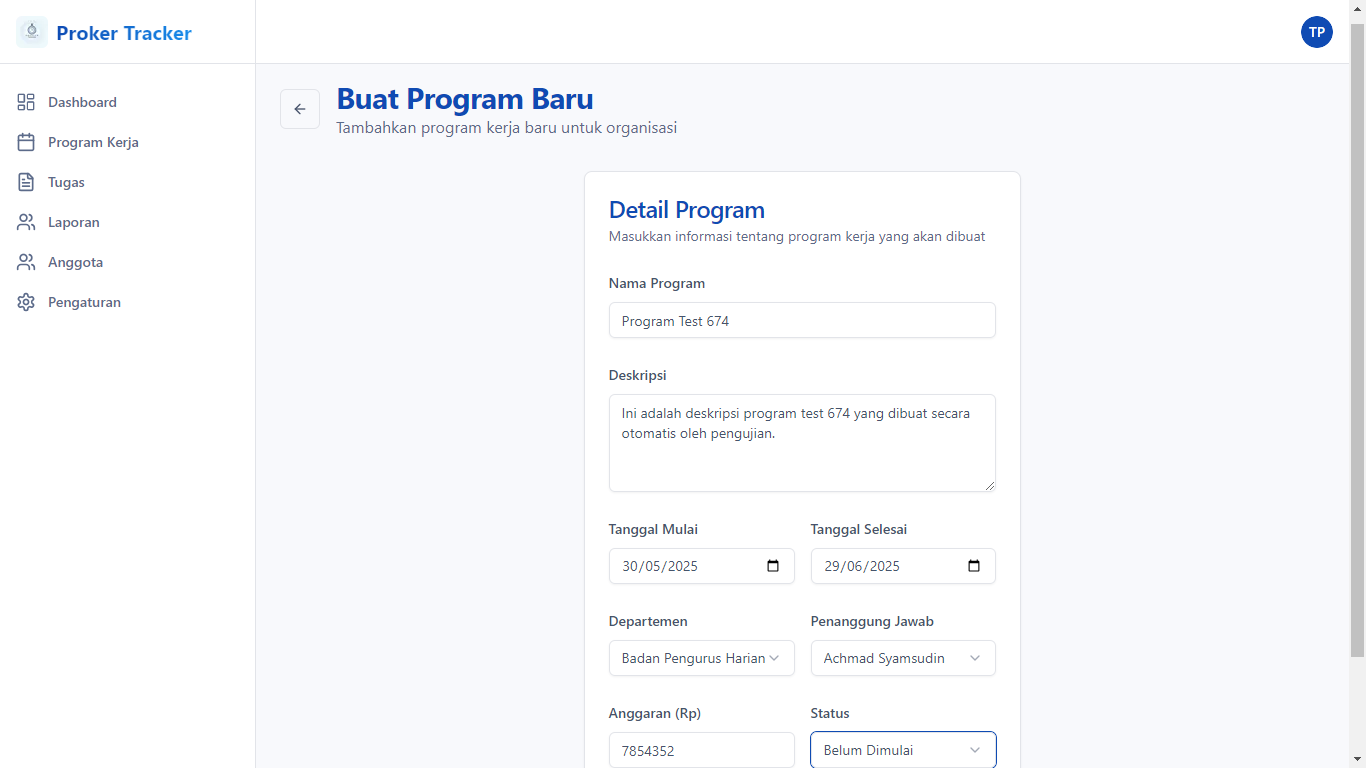 Proker Tracker
TP
Dashboard
Program Kerja
Tugas
Laporan
Anggota
Pengaturan
Buat Program Baru
Tambahkan program kerja baru untuk organisasi
Detail Program
Masukkan informasi tentang program kerja yang akan dibuat
Nama Program
Program Test 674
Deskripsi
Ini adalah deskripsi program test 674 yang dibuat secara
otomatis oleh pengujian.
Tanggal Mulai
Tanggal Selesai
30/05/2025
29/06/2025
Departemen
Penanggung Jawab
Badan Pengurus Harian
Achmad Syamsudin
Anggaran (Rp)
Status
7854352
Belum Dimulai